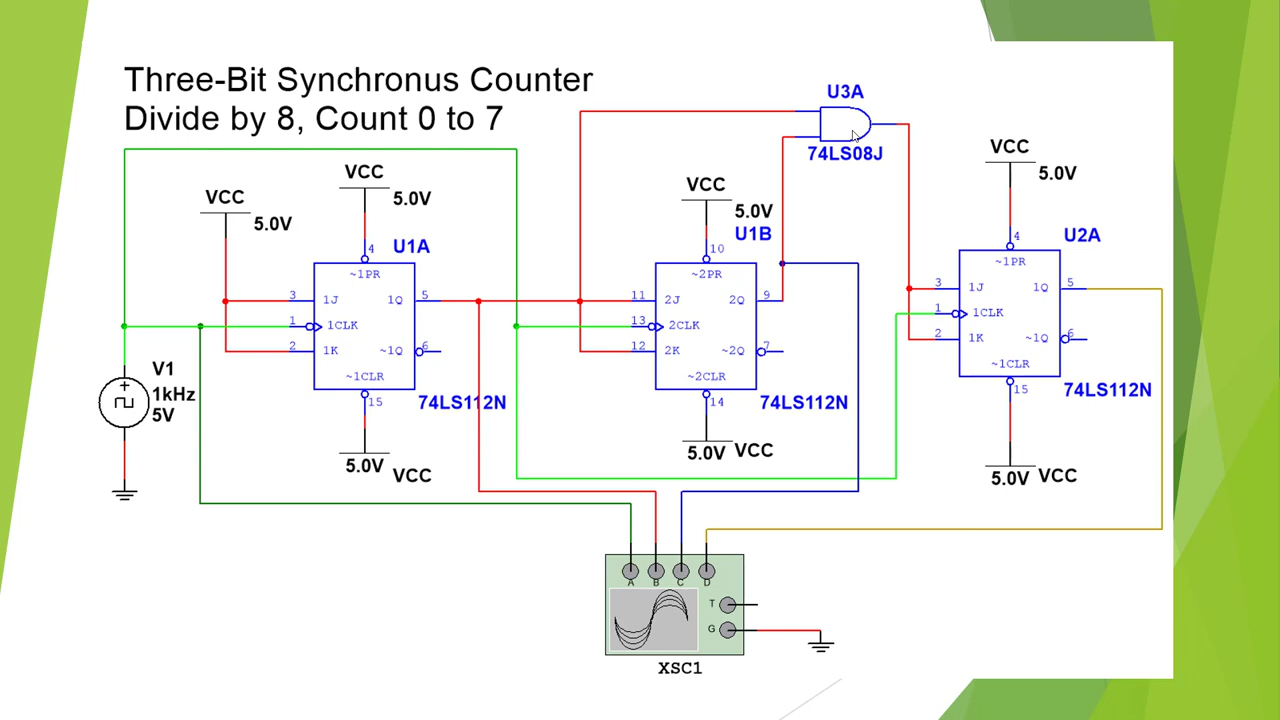 Three-Bit Synchronus Counter
Divide by 8, Count 0 to 7
U3A
74LS08J
VCC
5.0V
VCC
5.0V
VCC
5.0V
VCC
5.0V
U1A
4
~1PR
3
1J
1Q
5
1
1CLK
2
1K
~1Q
6
~1CLR
15
74LS112N
5.0V
VCC
U1B
10
~2PR
11
2J
2Q
9
13
2CLK
12
2K
~2Q
7
~2CLR
14
74LS112N
5.0V VCC
U2A
4
~1PR
3
1J
1Q
5
1
1CLK
2
1K
~1Q
6
~1CLR
15
74LS112N
5.0V VCC
V1
1kHz
5V
A B C D
T
G
XSC1